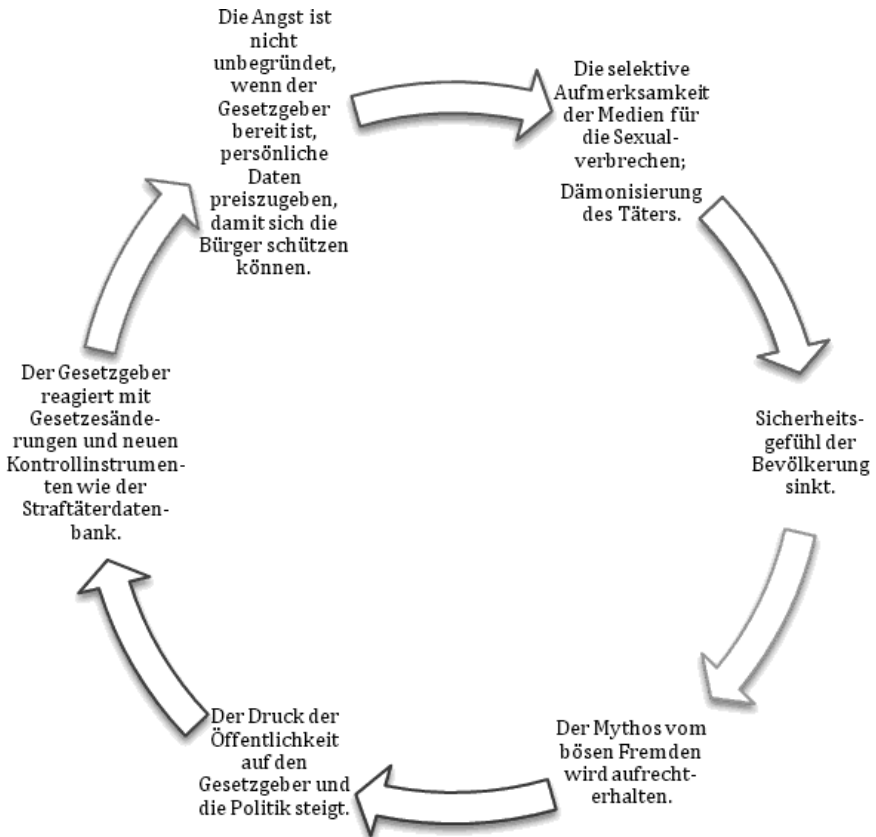 Die Angst ist
nicht
unbegründet,
wenn der
Gesetzgeber
bereit ist,
persönliche
Daten
preiszugeben,
damit sich die
Bürger schützen
können.
Die selektive
Aufmerksamkeit
der Medien für
die Sexual-
verbrechen;
Dämonisierung
des Täters.
Sicherheits-
gefühl der
Bevölkerung
sinkt.
Der Mythos vom
bösen Fremden
wird aufrecht-
erhalten.
Der Druck der
Öffentlichkeit
auf den
Gesetzgeber und
die Politik steigt.
Der Gesetzgeber
reagiert mit
Gesetzesände-
rungen und neuen
Kontrollinstrumen-
ten wie der
Straftäterdaten-
bank.